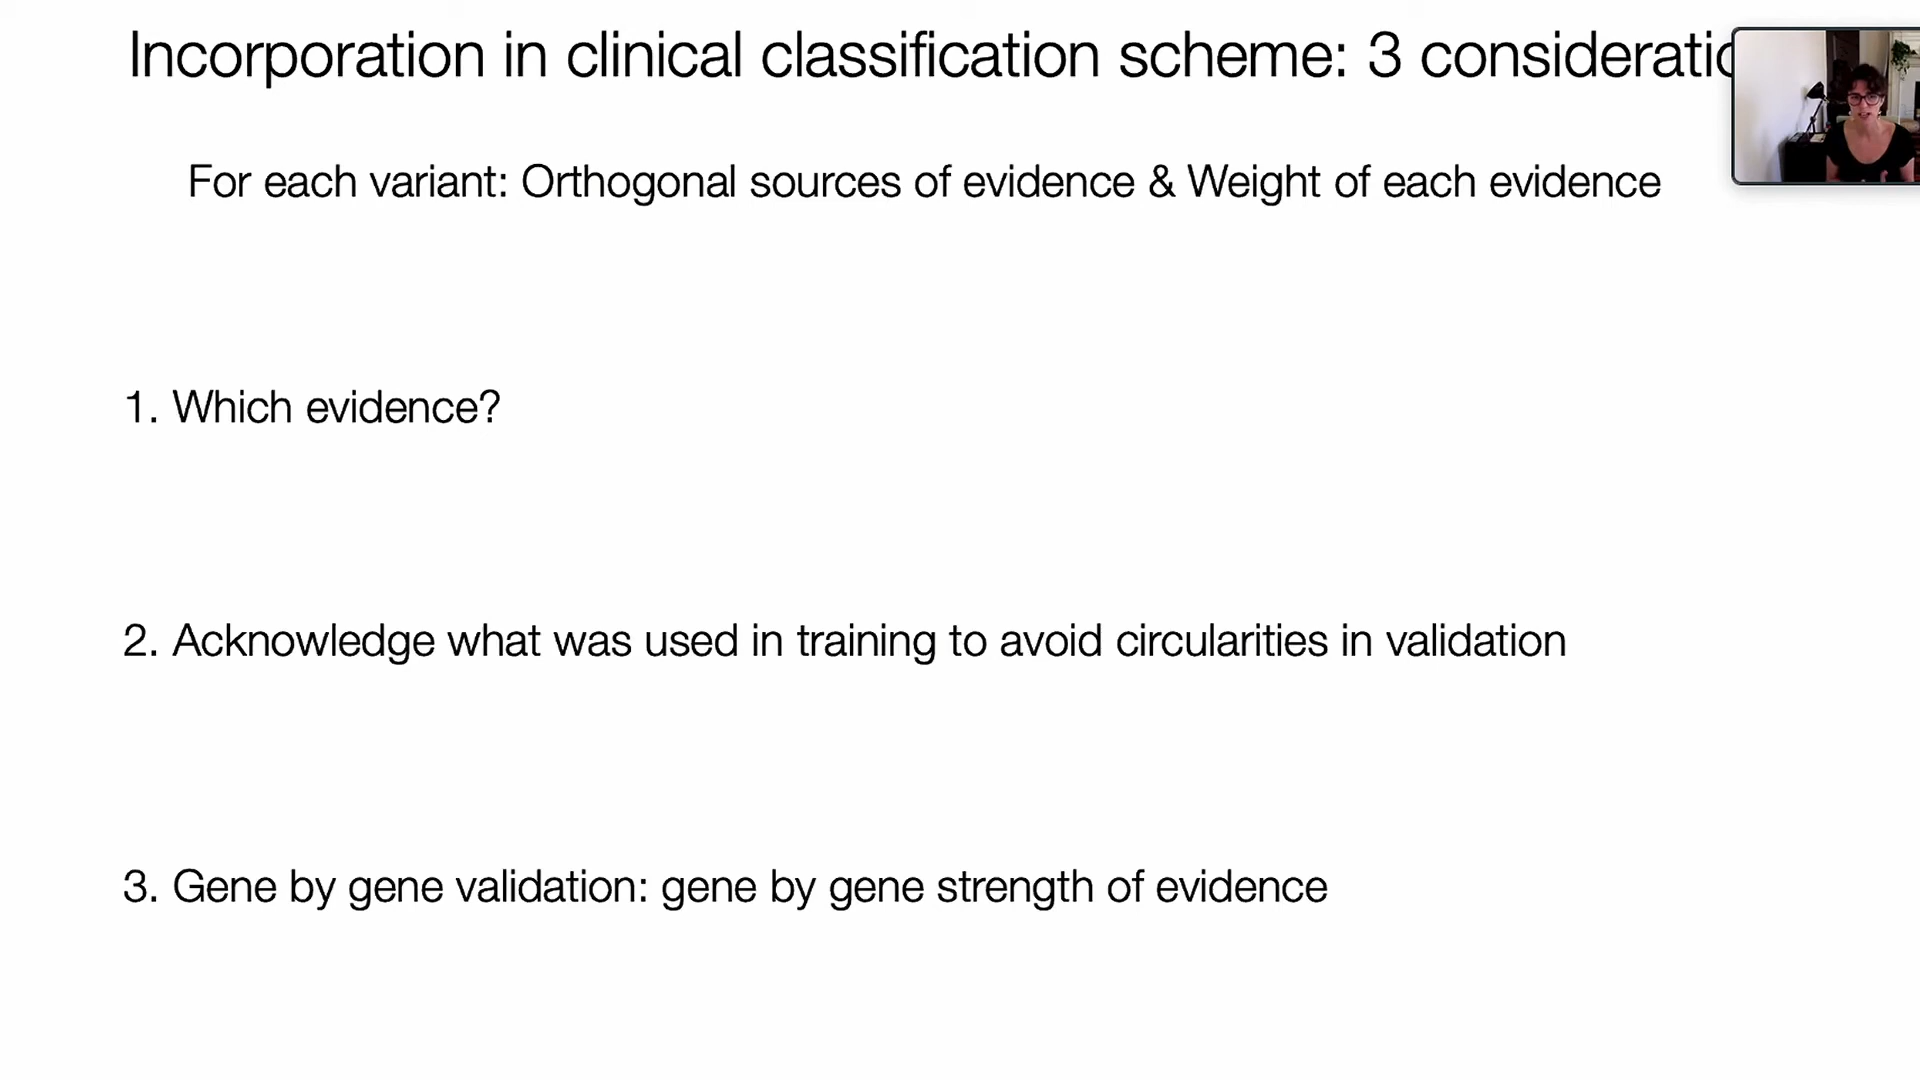 Incorporation in clinical classification scheme: 3 consideratio
For each variant: Orthogonal sources of evidence & Weight of each evidence
1. Which evidence?
2. Acknowledge what was used in training to avoid circularities in validation
3. Gene by gene validation: gene by gene strength of evidence